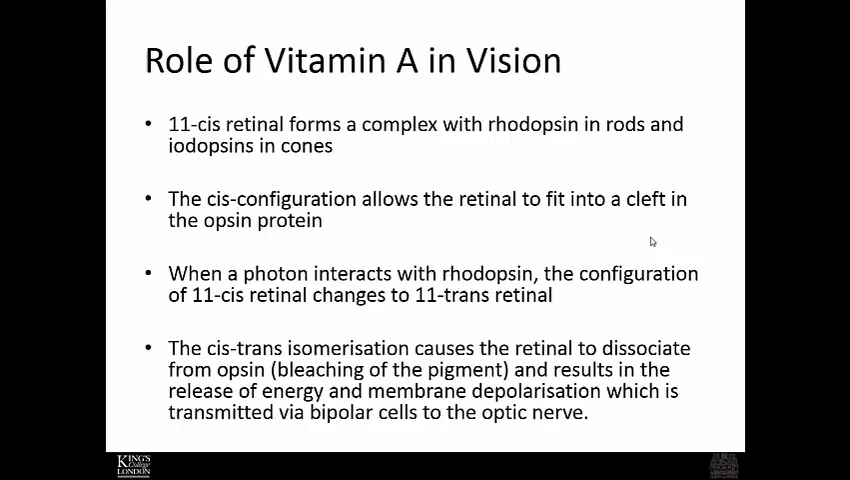 Role of Vitamin A in Vision
• 11-cis retinal forms a complex with rhodopsin in rods and
iodopsins in cones
• The cis-configuration allows the retinal to fit into a cleft in
the opsin protein
• When a photon interacts with rhodopsin, the configuration
of 11-cis retinal changes to 11-trans retinal
• The cis-trans isomerisation causes the retinal to dissociate
from opsin (bleaching of the pigment) and results in the
release of energy and membrane depolarisation which is
transmitted via bipolar cells to the optic nerve.
KING'S
College
LONDON